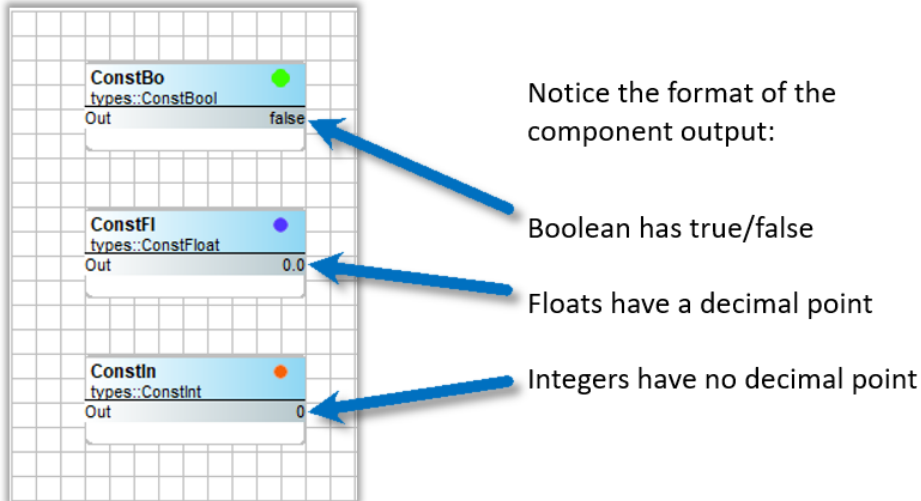 ConstBo
types::ConstBool
Out false
ConstFl
types::ConstFloat
Out 0.0
ConstIn
types::ConstInt
Out 0
Notice the format of the
component output:
Boolean has true/false
Floats have a decimal point
Integers have no decimal point